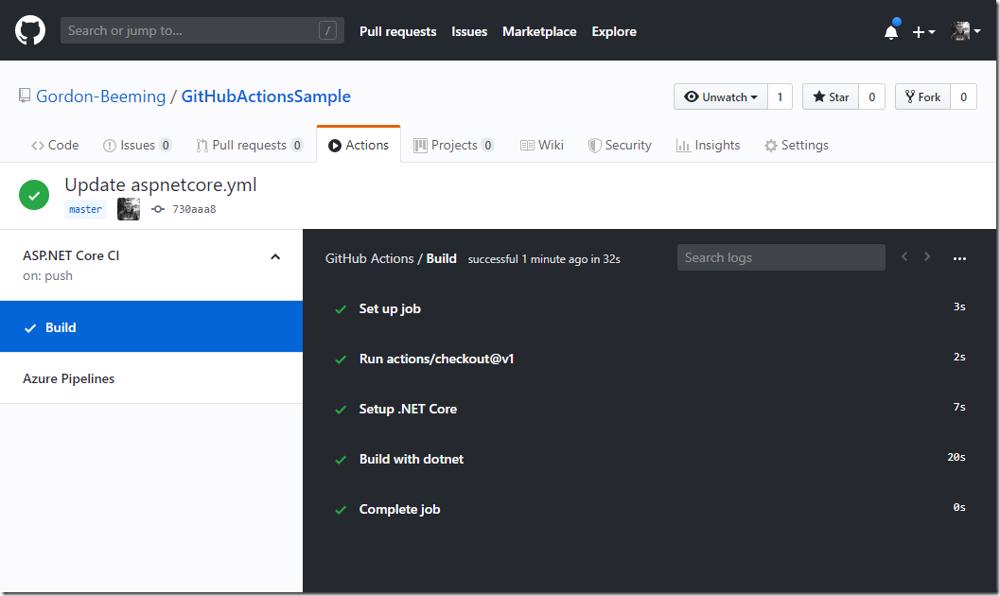 Search or jump to... / Pull requests Issues Marketplace Explore
Gordon-Beeming / GitHubActionsSample Unwatch 1 Star 0 Fork 0
Code Issues 0 Pull requests 0 Actions Projects 0 Wiki Security Insights Settings
Update aspnetcore.yml
master 730aaa8
ASP.NET Core CI
on: push
Build
Azure Pipelines
GitHub Actions / Build successful 1 minute ago in 32s Search logs
Set up job 3s
Run actions/checkout@v1 2s
Setup .NET Core 7s
Build with dotnet 20s
Complete job 0s